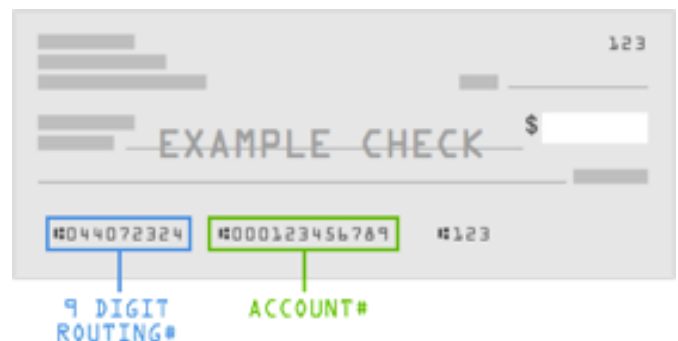 123
$
EXAMPLE CHECK
⑆044072324 ⑆000123456789 ⑆123
9 DIGIT
ROUTING#
ACCOUNT#